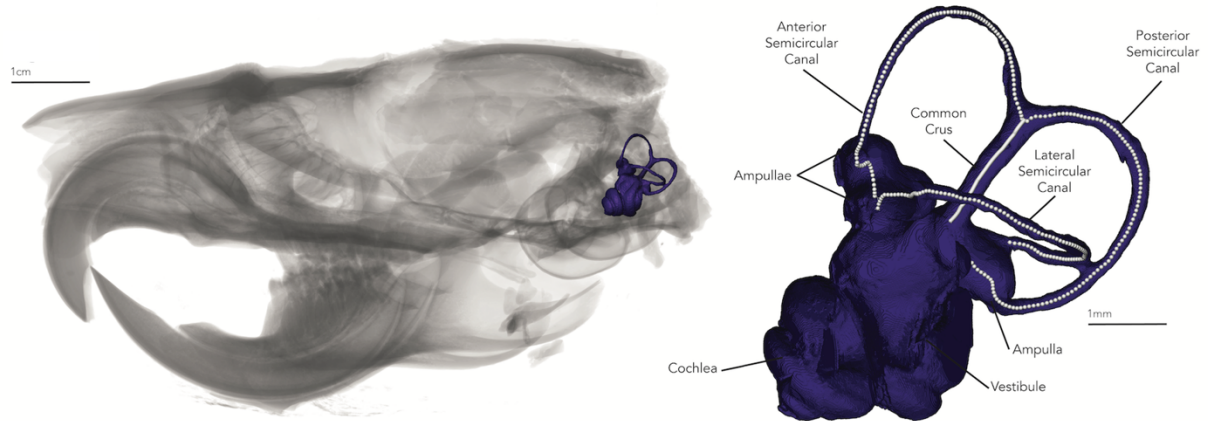 1cm
Anterior
Semicircular
Canal
Posterior
Semicircular
Canal
Common
Crus
Lateral
Semicircular
Canal
Ampullae
1mm
Ampulla
Cochlea
Vestibule